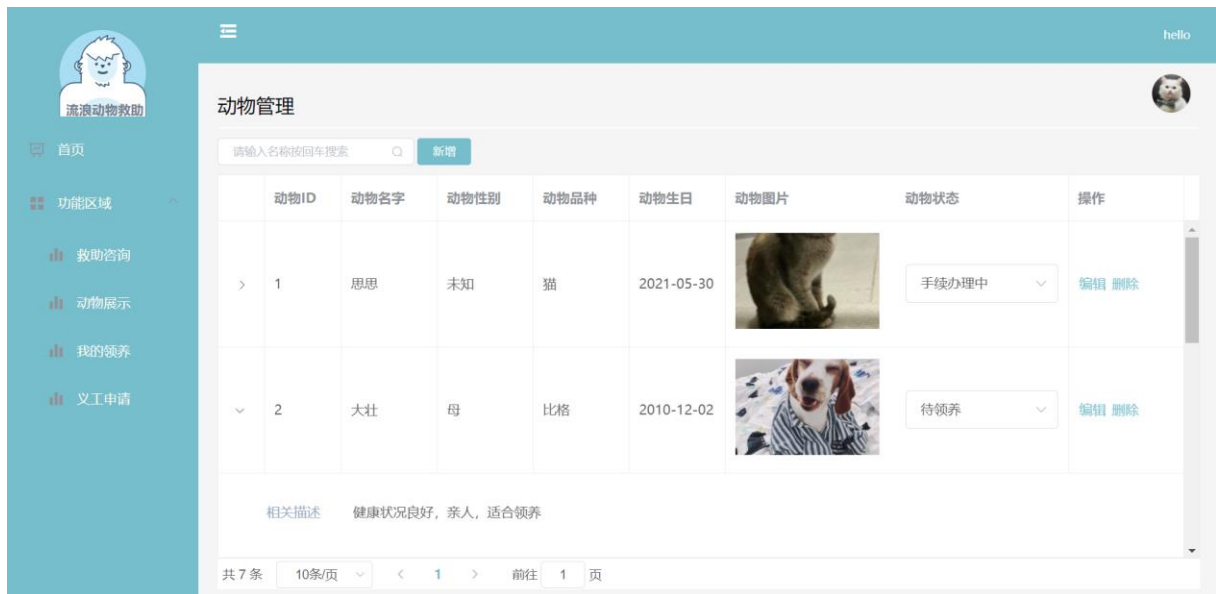 hello
流浪动物救助
首页
功能区域
救助咨询
动物展示
我的领养
义工申请
动物管理
请输入名称按回车搜索 新增
动物ID 动物名字 动物性别 动物品种 动物生日 动物图片 动物状态 操作
1 思思 未知 猫 2021-05-30 手续办理中 编辑 删除
2 大壮 母 比格 2010-12-02 待领养 编辑 删除
相关描述 健康状况良好，亲人，适合领养
共 7 条 10条/页 1 前往 1 页